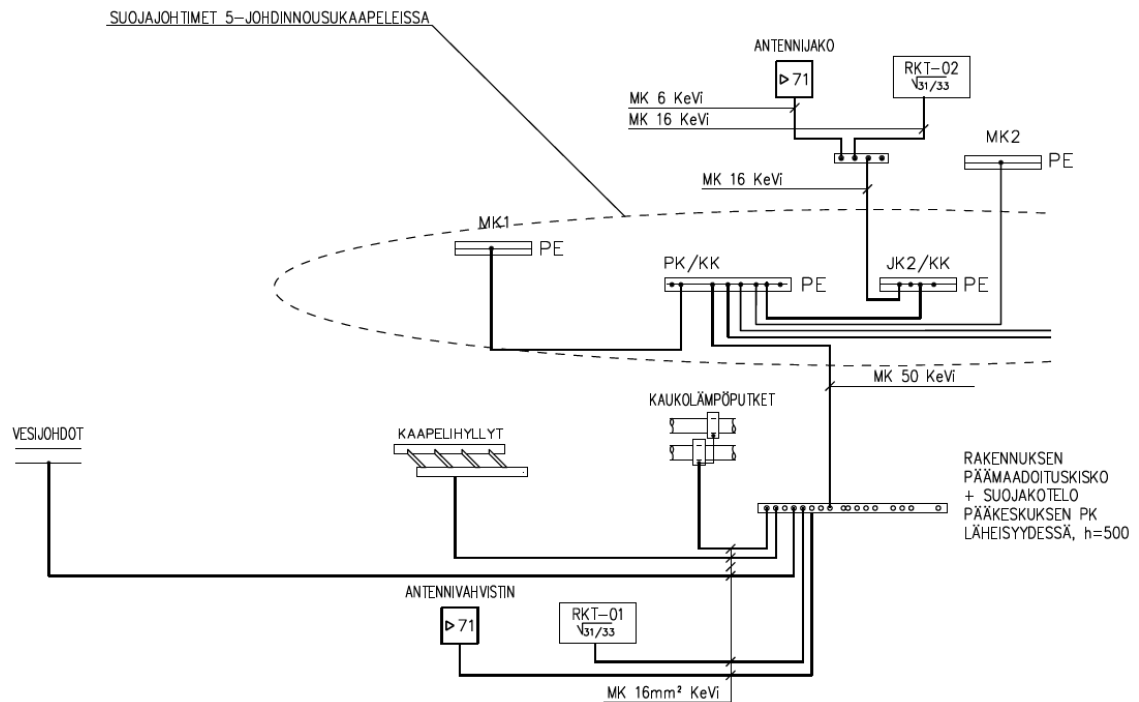 SUOJAJOHTIMET 5-JOHDINNOUSUKAAPELEISSA
ANTENNIJAKO
71
RKT-02
31/33
MK 6 KeVi
MK 16 KeVi
MK2
PE
MK 16 KeVi
MK1
PE
PK/KK
PE
JK2/KK
PE
MK 50 KeVi
KAUKOLÄMPÖPUTKET
VESIJOHDOT
KAAPELIHYLLYT
RAKENNUKSEN
PÄÄMAADOITUSKISKO
+ SUOJAKOTELO
PÄÄKESKUKSEN PK
LÄHEISYYDESSÄ, h=500
ANTENNIVAHVISTIN
71
RKT-01
31/33
MK 16mm² KeVi